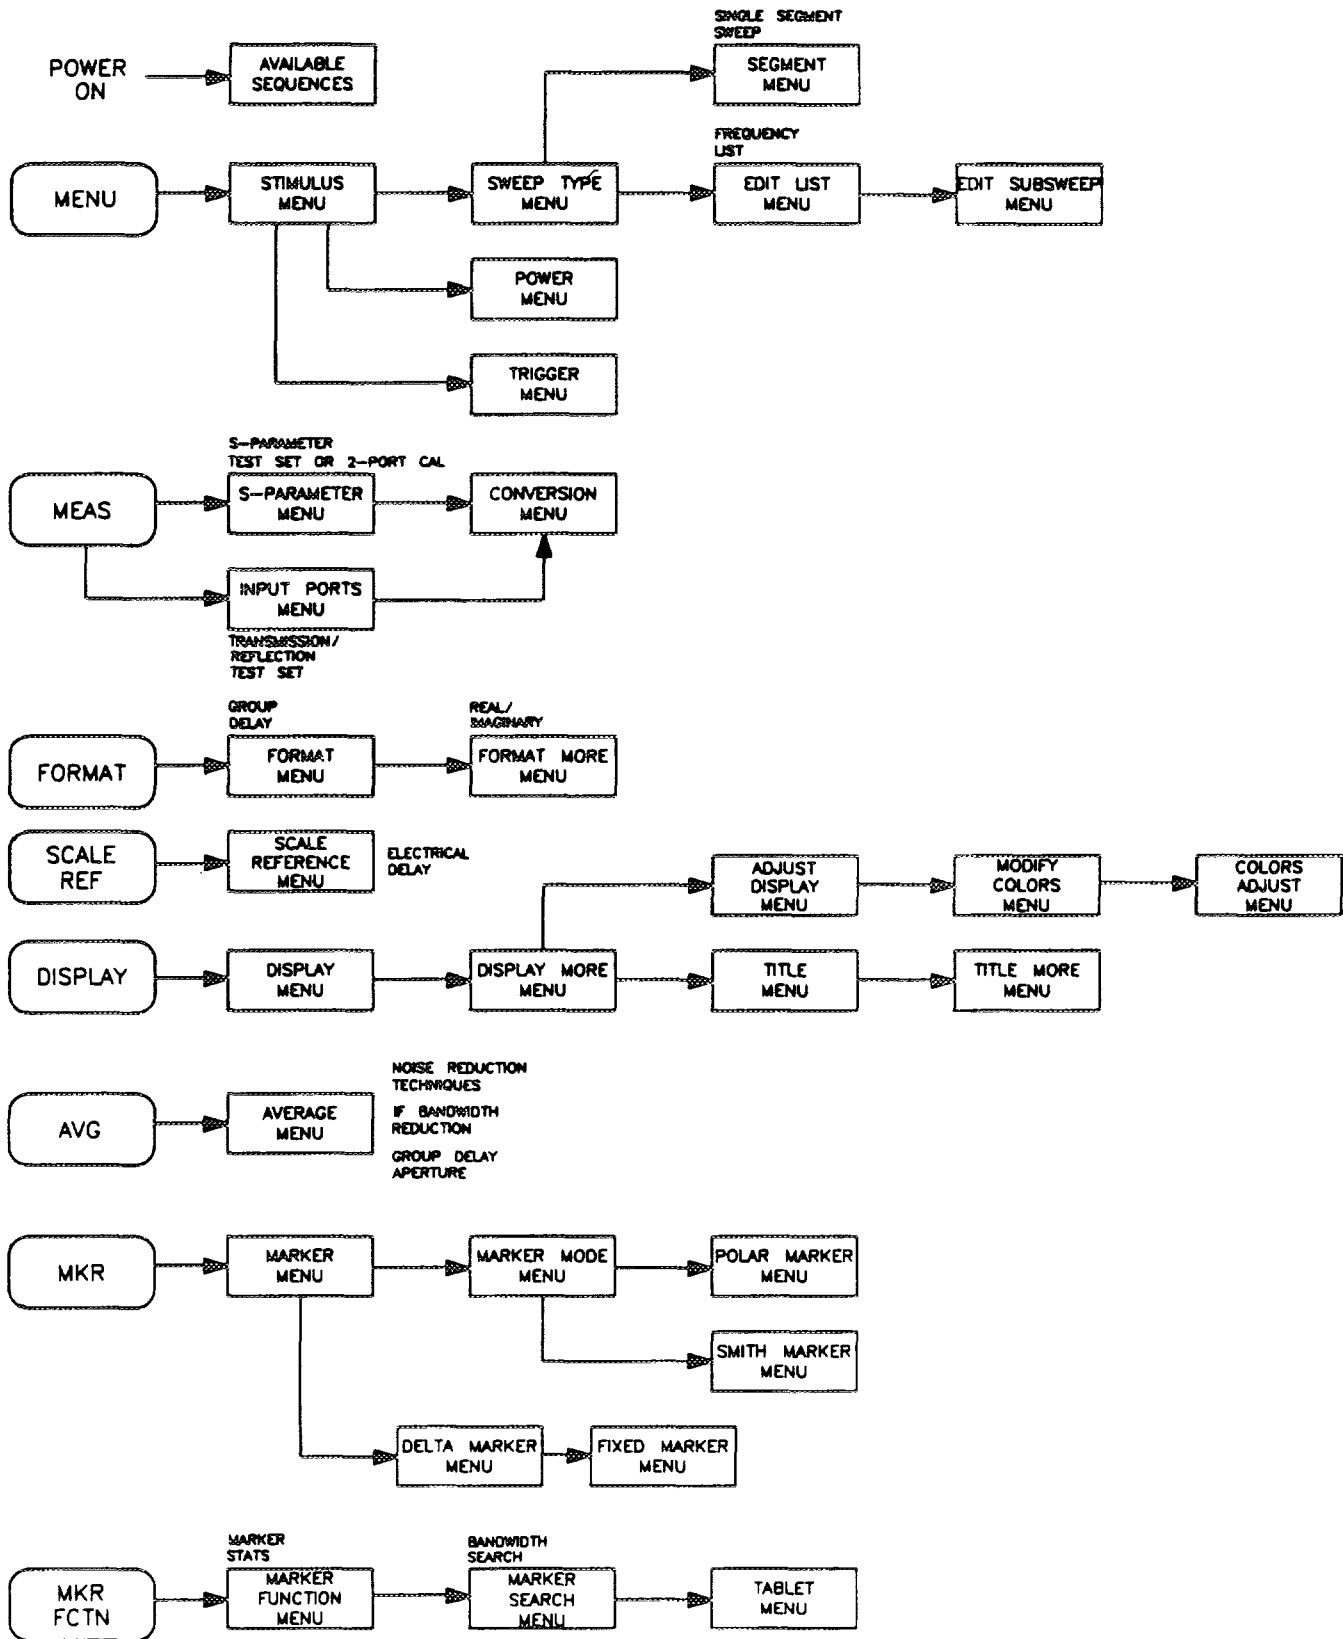 SINGLE SEGMENT
SWEEP
POWER
ON
AVAILABLE
SEQUENCES
SEGMENT
MENU
FREQUENCY
LIST
MENU
STIMULUS
MENU
SWEEP TYPE
MENU
EDIT LIST
MENU
EDIT SUBSWEEP
MENU
POWER
MENU
TRIGGER
MENU
S-PARAMETER
TEST SET OR 2-PORT CAL
MEAS
S-PARAMETER
MENU
CONVERSION
MENU
INPUT PORTS
MENU
TRANSMISSION/
REFLECTION
TEST SET
GROUP
DELAY
REAL/
IMAGINARY
FORMAT
FORMAT
MENU
FORMAT MORE
MENU
SCALE
REF
SCALE
REFERENCE
MENU
ELECTRICAL
DELAY
ADJUST
DISPLAY
MENU
MODIFY
COLORS
MENU
COLORS
ADJUST
MENU
DISPLAY
DISPLAY
MENU
DISPLAY MORE
MENU
TITLE
MENU
TITLE MORE
MENU
AVG
AVERAGE
MENU
NOISE REDUCTION
TECHNIQUES
IF BANDWIDTH
REDUCTION
GROUP DELAY
APERTURE
MKR
MARKER
MENU
MARKER MODE
MENU
POLAR MARKER
MENU
SMITH MARKER
MENU
DELTA MARKER
MENU
FIXED MARKER
MENU
MARKER
STATS
BANDWIDTH
SEARCH
MKR
FCTN
MARKER
FUNCTION
MENU
MARKER
SEARCH
MENU
TABLET
MENU